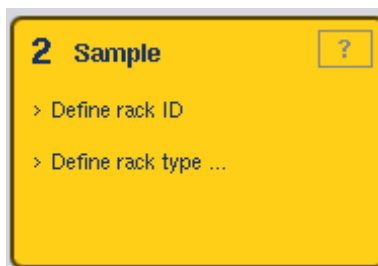 2 Sample ?
> Define rack ID
> Define rack type ...